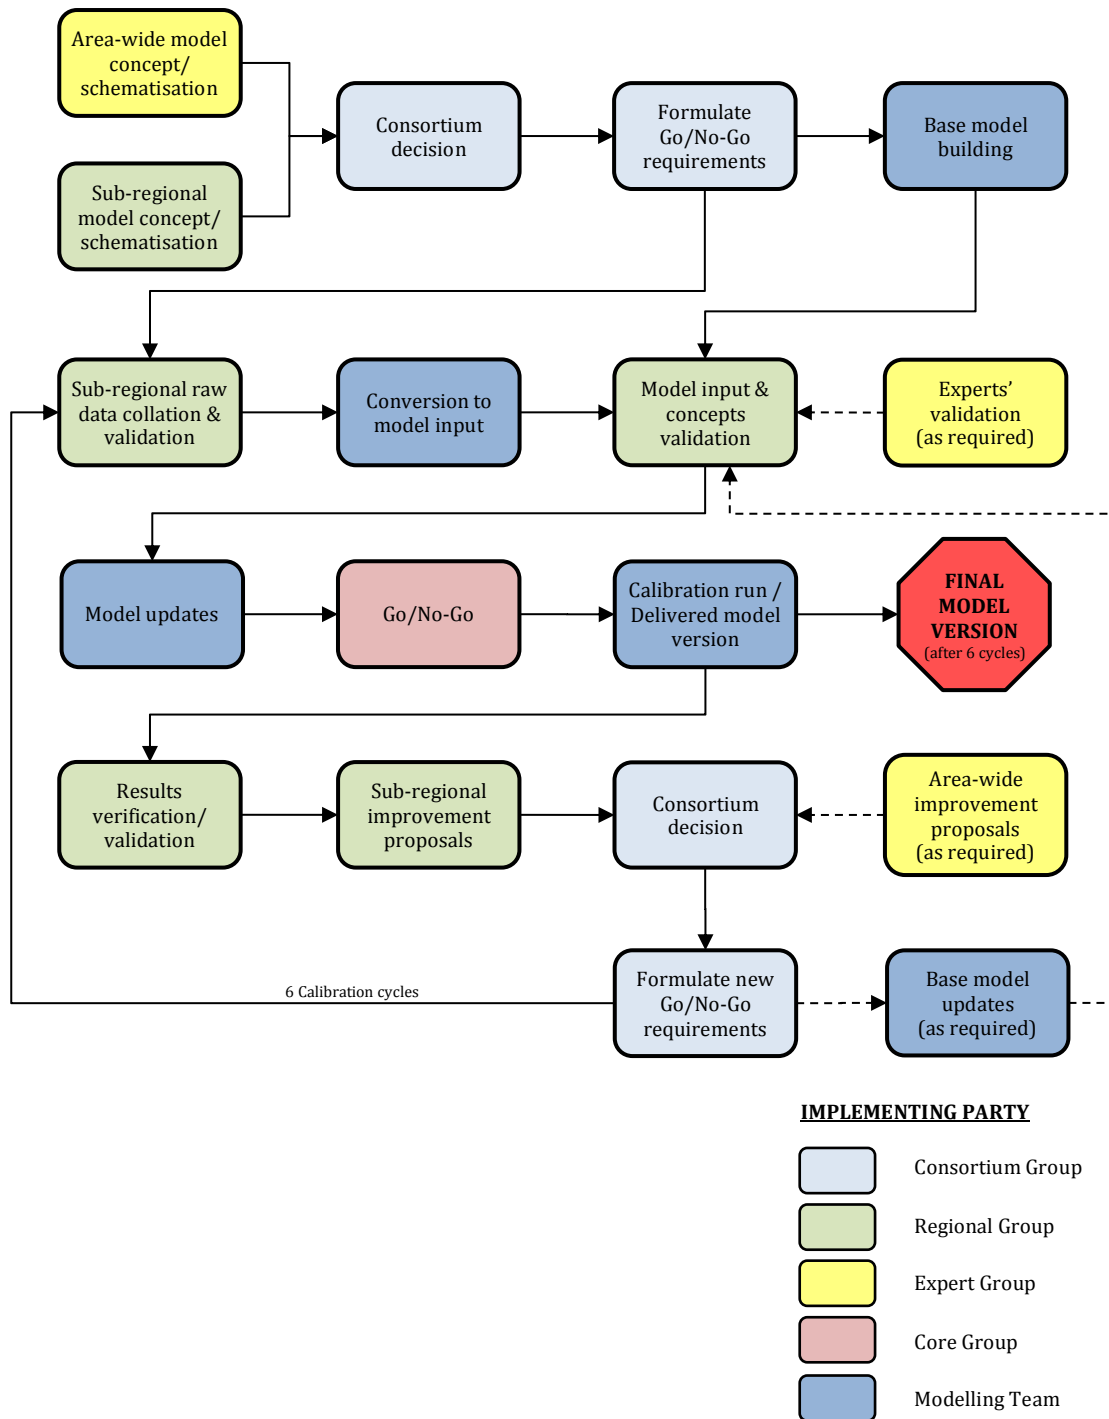 Area-wide model
concept/
schematisation
Consortium
decision
Formulate
Go/No-Go
requirements
Base model
building
Sub-regional
model concept/
schematisation
Sub-regional raw
data collation &
validation
Conversion to
model input
Model input &
concepts
validation
Experts’
validation
(as required)
Model updates
Go/No-Go
Calibration run /
Delivered model
version
FINAL
MODEL
VERSION
(after 6 cycles)
Results
verification/
validation
Sub-regional
improvement
proposals
Consortium
decision
Area-wide
improvement
proposals
(as required)
6 Calibration cycles
Formulate new
Go/No-Go
requirements
Base model
updates
(as required)
IMPLEMENTING PARTY
Consortium Group
Regional Group
Expert Group
Core Group
Modelling Team